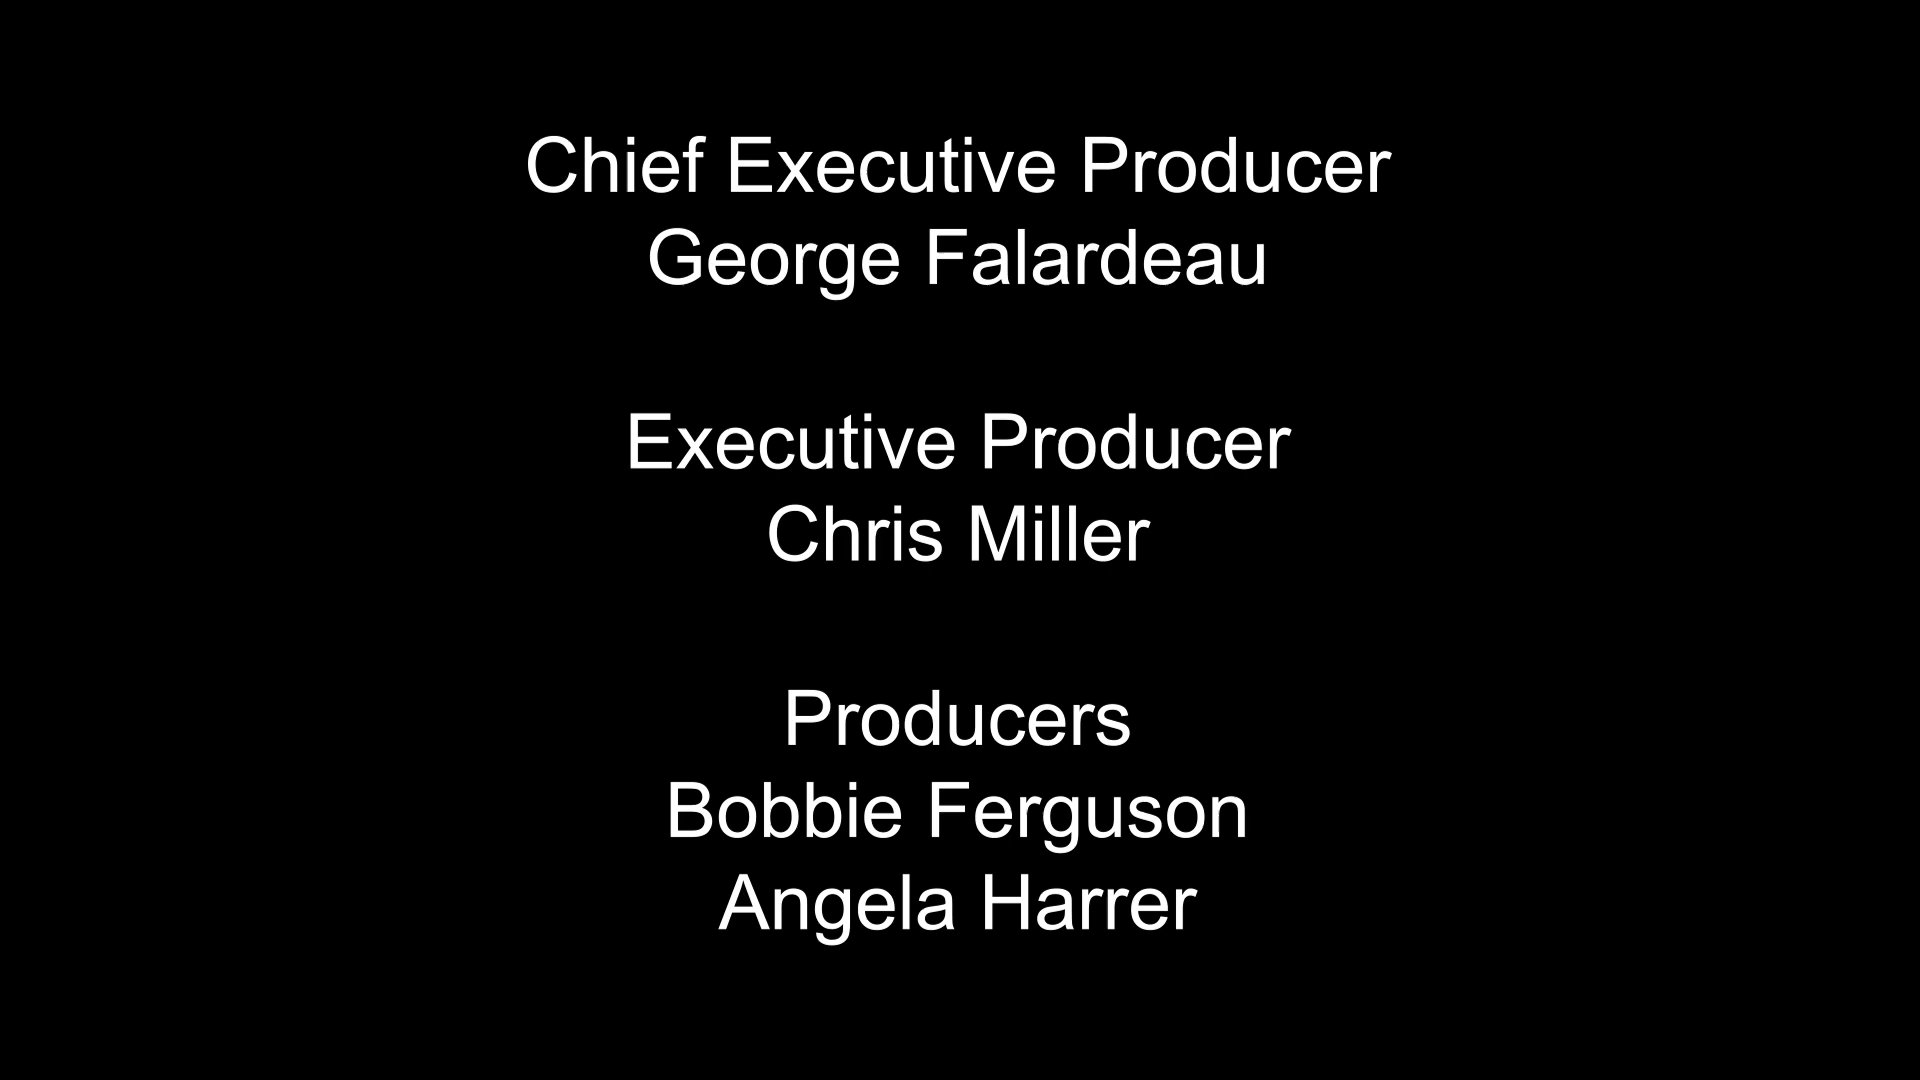 Chief Executive Producer
George Falardeau
Executive Producer
Chris Miller
Producers
Bobbie Ferguson
Angela Harrer